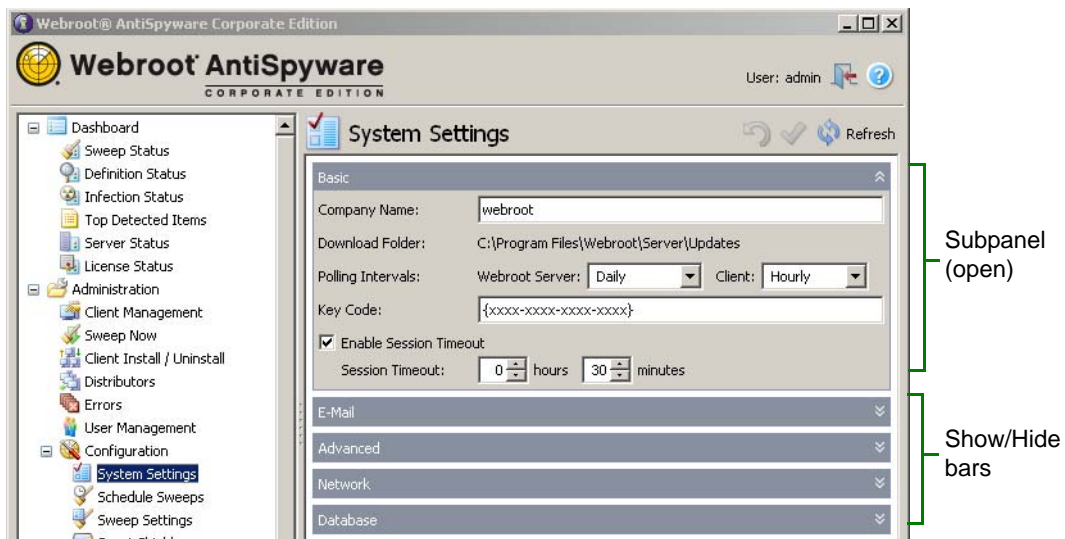 Webroot® AntiSpyware Corporate Edition
Webroot® AntiSpyware
CORPORATE EDITION
User: admin
Dashboard
Sweep Status
Definition Status
Infection Status
Top Detected Items
Server Status
License Status
Administration
Client Management
Sweep Now
Client Install / Uninstall
Distributors
Errors
User Management
Configuration
System Settings
Schedule Sweeps
Sweep Settings
System Settings
Refresh
Basic
Company Name: webroot
Download Folder: C:\Program Files\Webroot\Server\Updates
Polling Intervals: Webroot Server: Daily Client: Hourly
Key Code: {xxxx-xxxx-xxxx-xxxx}
Enable Session Timeout
Session Timeout: 0 hours 30 minutes
E-Mail
Advanced
Network
Database
Subpanel
(open)
Show/Hide
bars